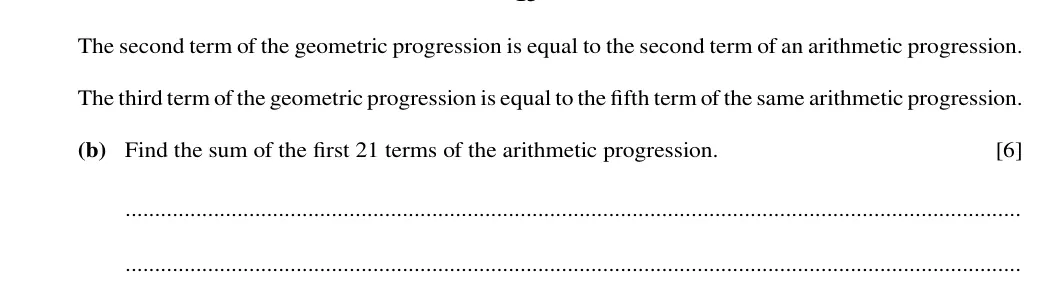 The second term of the geometric progression is equal to the second term of an arithmetic progression.
The third term of the geometric progression is equal to the fifth term of the same arithmetic progression.
(b) Find the sum of the first 21 terms of the arithmetic progression. [6]